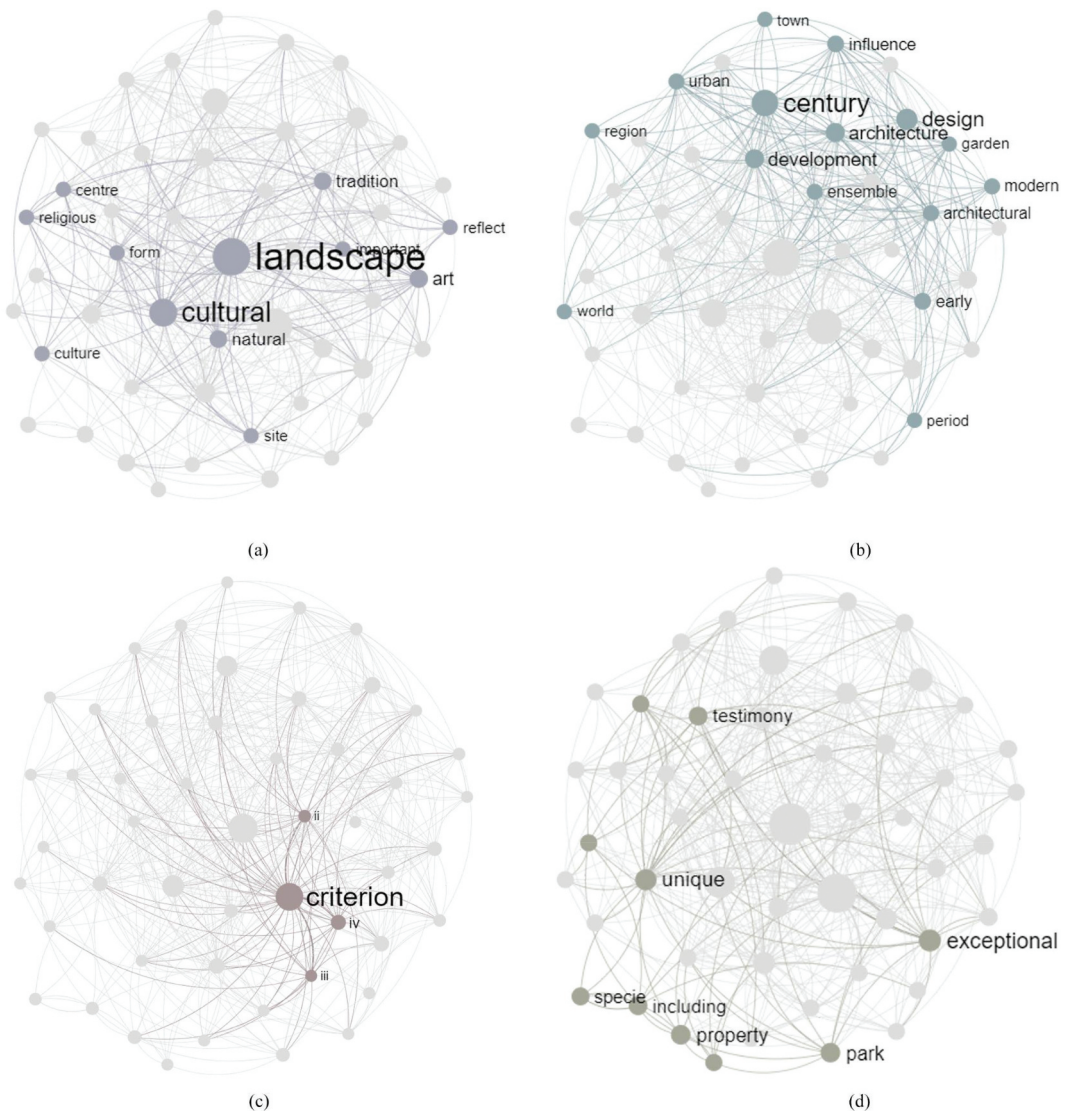 centre
tradition
religious
reflect
form
important
landscape
art
cultural
natural
culture
site
(a)
town
influence
urban
century
design
region
architecture
garden
development
ensemble
modern
architectural
world
early
period
(b)
ii
criterion
iv
iii
(c)
testimony
unique
exceptional
specie
including
property
park
(d)